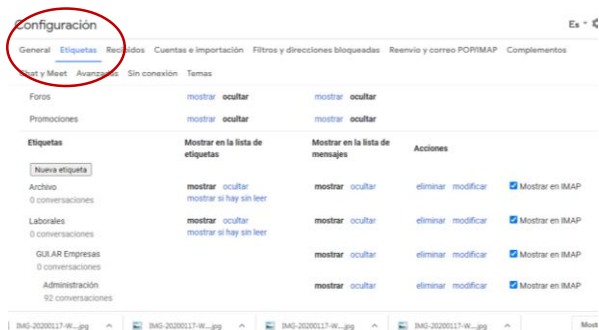 Configuración
Es
General Etiquetas Recibidos Cuentas e importación Filtros y direcciones bloqueadas Reenvío y correo POP/IMAP Complementos
Chat y Meet Avanzadas Sin conexión Temas
Foros mostrar ocultar mostrar ocultar
Promociones mostrar ocultar mostrar ocultar
Etiquetas Mostrar en la lista de etiquetas Mostrar en la lista de mensajes Acciones
Nueva etiqueta
Archivo mostrar ocultar mostrar ocultar eliminar modificar Mostrar en IMAP
0 conversaciones mostrar si hay sin leer
Laborales mostrar ocultar mostrar ocultar eliminar modificar Mostrar en IMAP
0 conversaciones mostrar si hay sin leer
GUI.AR Empresas mostrar ocultar eliminar modificar Mostrar en IMAP
0 conversaciones
Administración mostrar ocultar eliminar modificar Mostrar en IMAP
92 conversaciones
IMG-20200117-W....jpg IMG-20200117-W....jpg IMG-20200117-W....jpg IMG-20200117-W....jpg Most